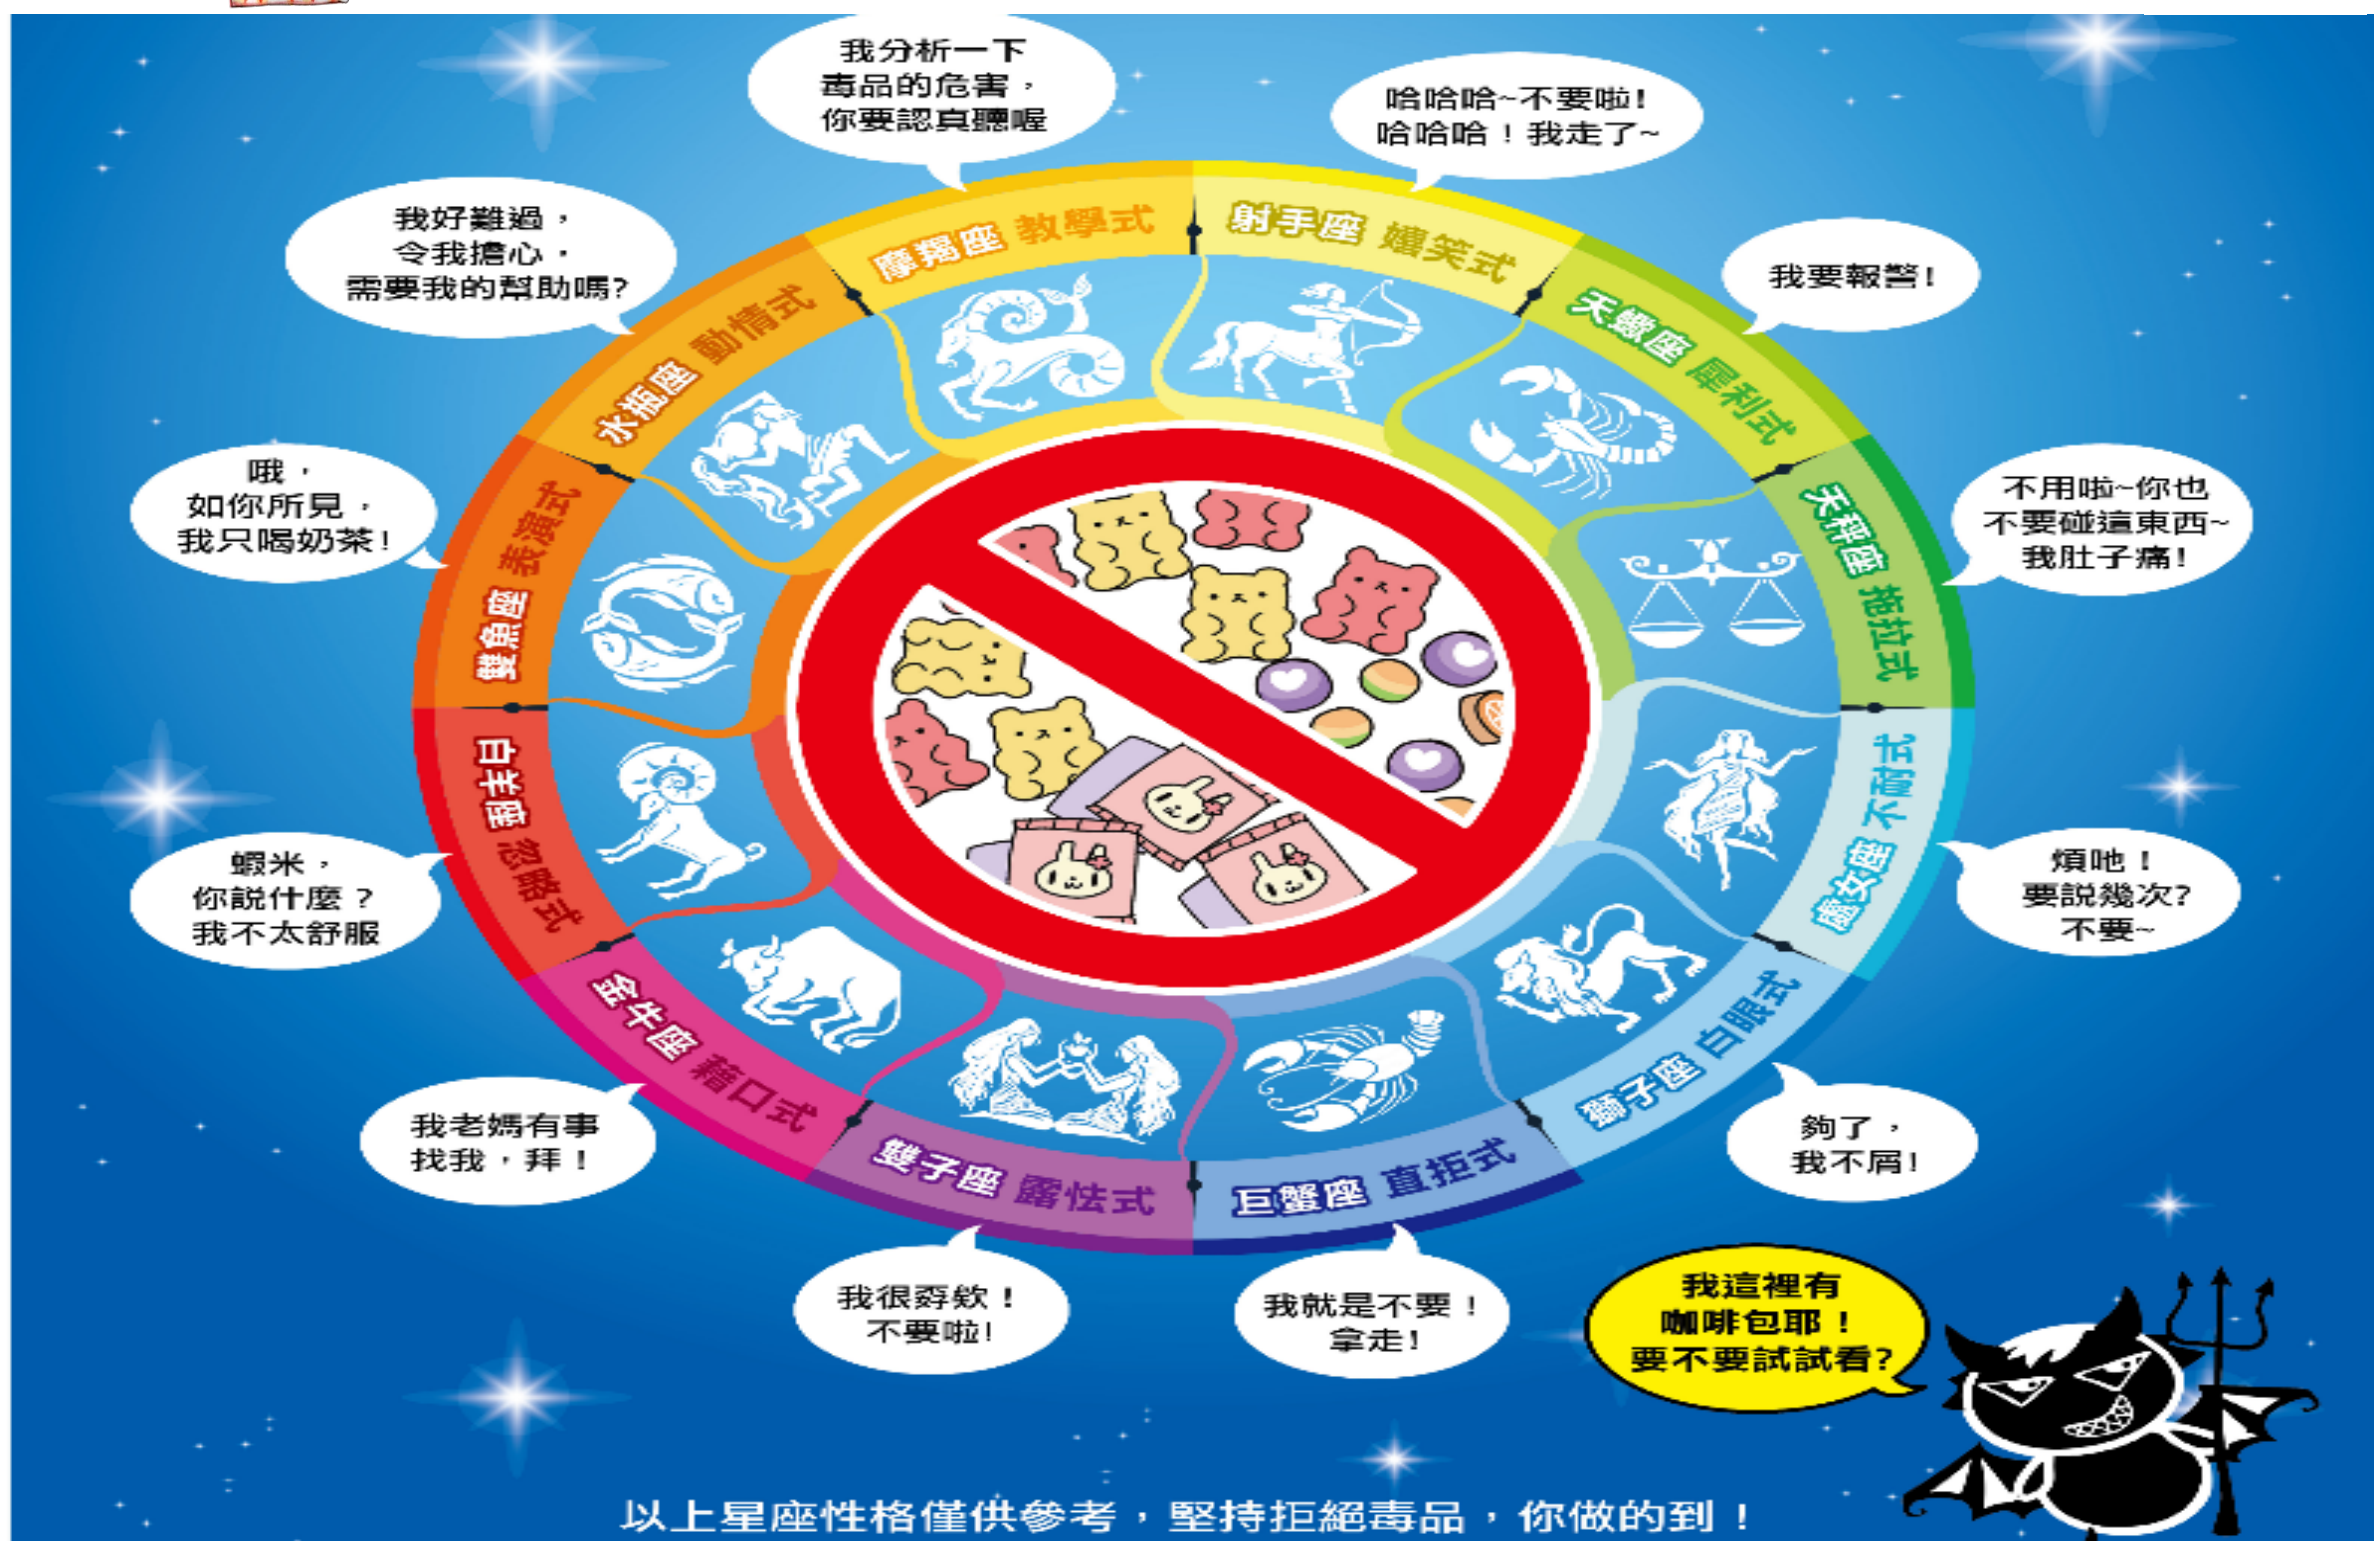 我分析一下
毒品的危害，
你要認真聽喔
哈哈哈~不要啦!
哈哈哈！我走了~
我好難過，
令我擔心，
需要我的幫助嗎?
我要報警!
摩羯座 教學式
射手座 孃笑式
天蠍座 犀利式
水瓶座 動情式
哦，
如你所見，
我只喝奶茶!
不用啦~你也
不要碰這東西~
我肚子痛!
雙魚座 表演式
天秤座 拖拉式
白羊座 忽略式
處女座 不耐式
蝦米，
你說什麼？
我不太舒服
煩吔！
要說幾次?
不要~
金牛座 藉口式
獅子座 白眼式
我老媽有事
找我，拜！
夠了，
我不屑!
雙子座 露怯式
巨蟹座 直拒式
我很孬欸！
不要啦!
我就是不要！
拿走!
我這裡有
咖啡包耶！
要不要試試看?
以上星座性格僅供參考，堅持拒絕毒品，你做的到！